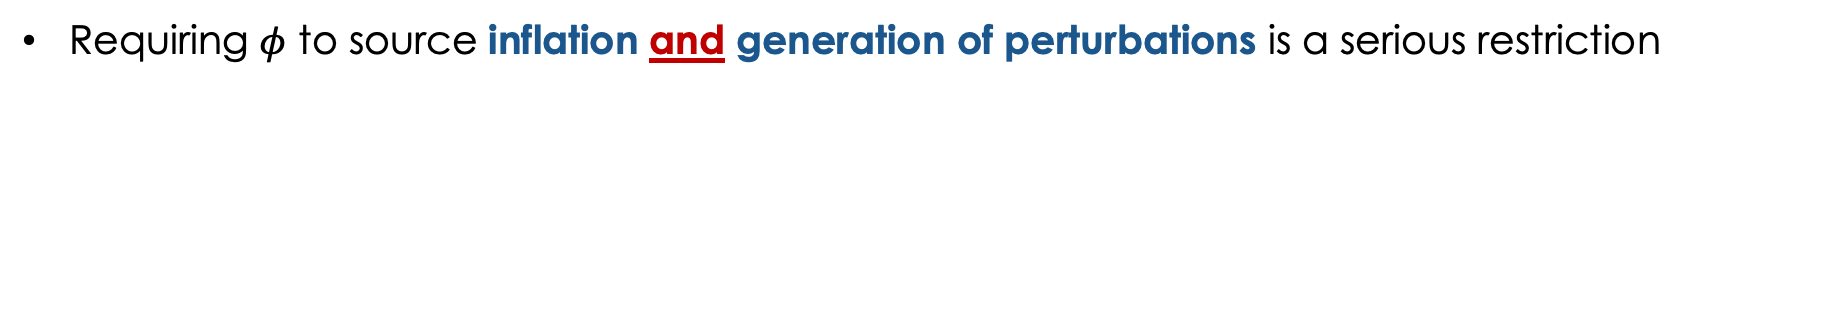 • Requiring ϕ to source inflation and generation of perturbations is a serious restriction